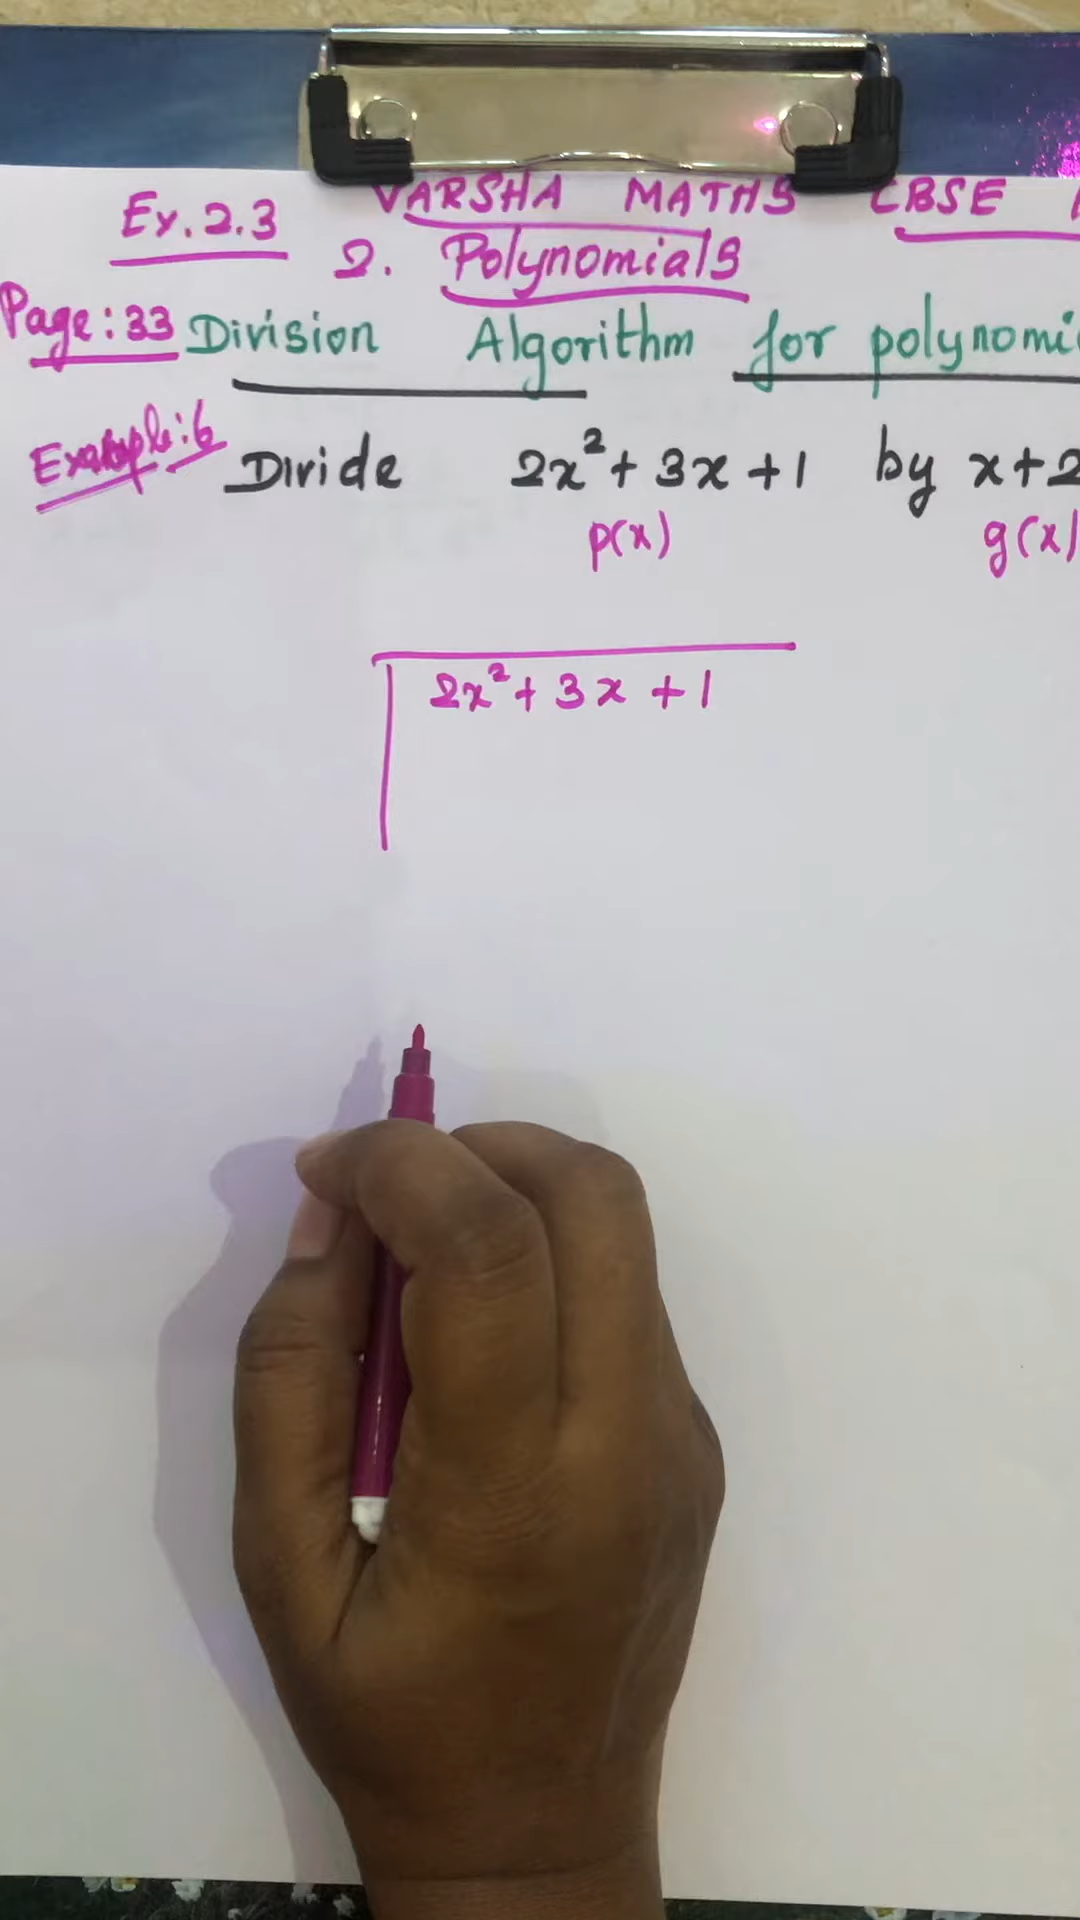 Ex.2.3 VARSHA MATHS CBSE
2. Polynomials
Page:33 Division Algorithm for polynomi
Example:6 Divide 2x²+3x+1 by x+2
p(x) g(x)
2x²+3x+1